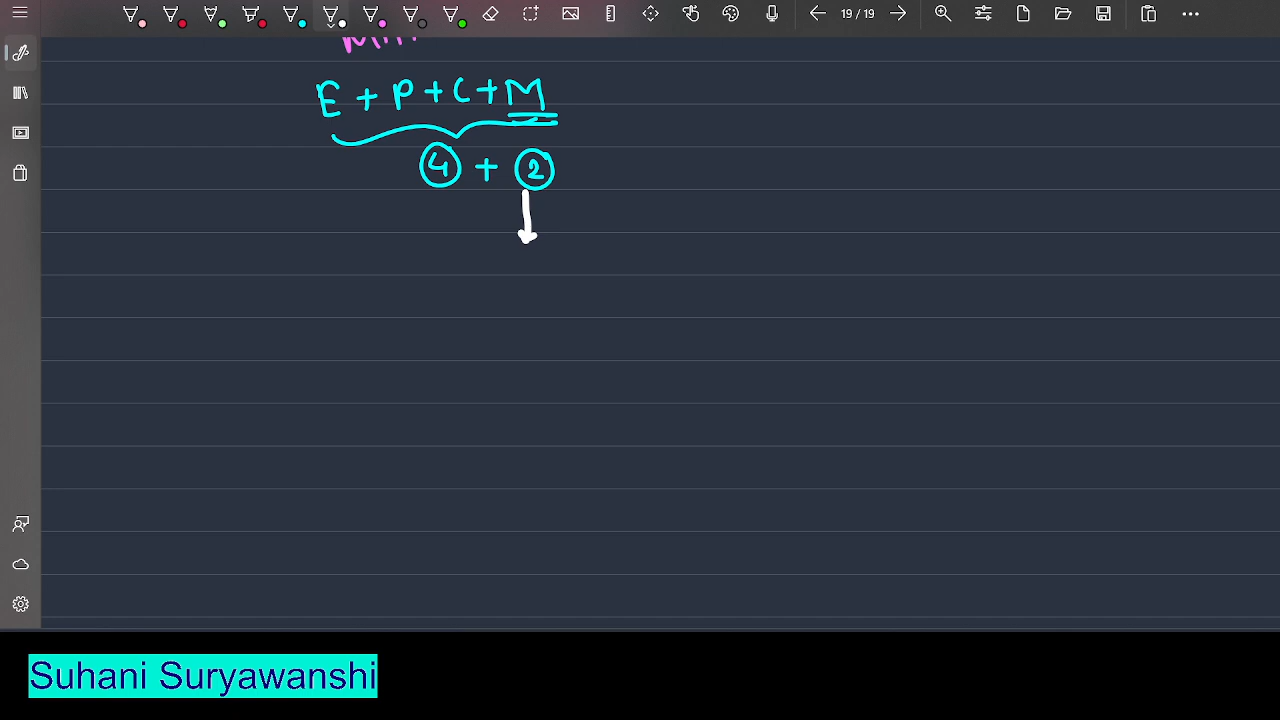 19 / 19
E + P + C + M
4 + 2
Suhani Suryawanshi